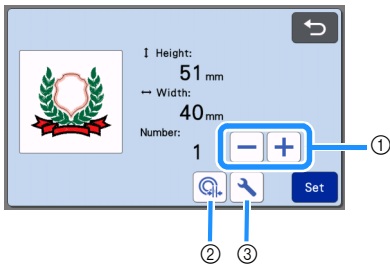 ↕ Height:
51 mm
↔ Width:
40 mm
Number:
1 − +
Set
①
② ③